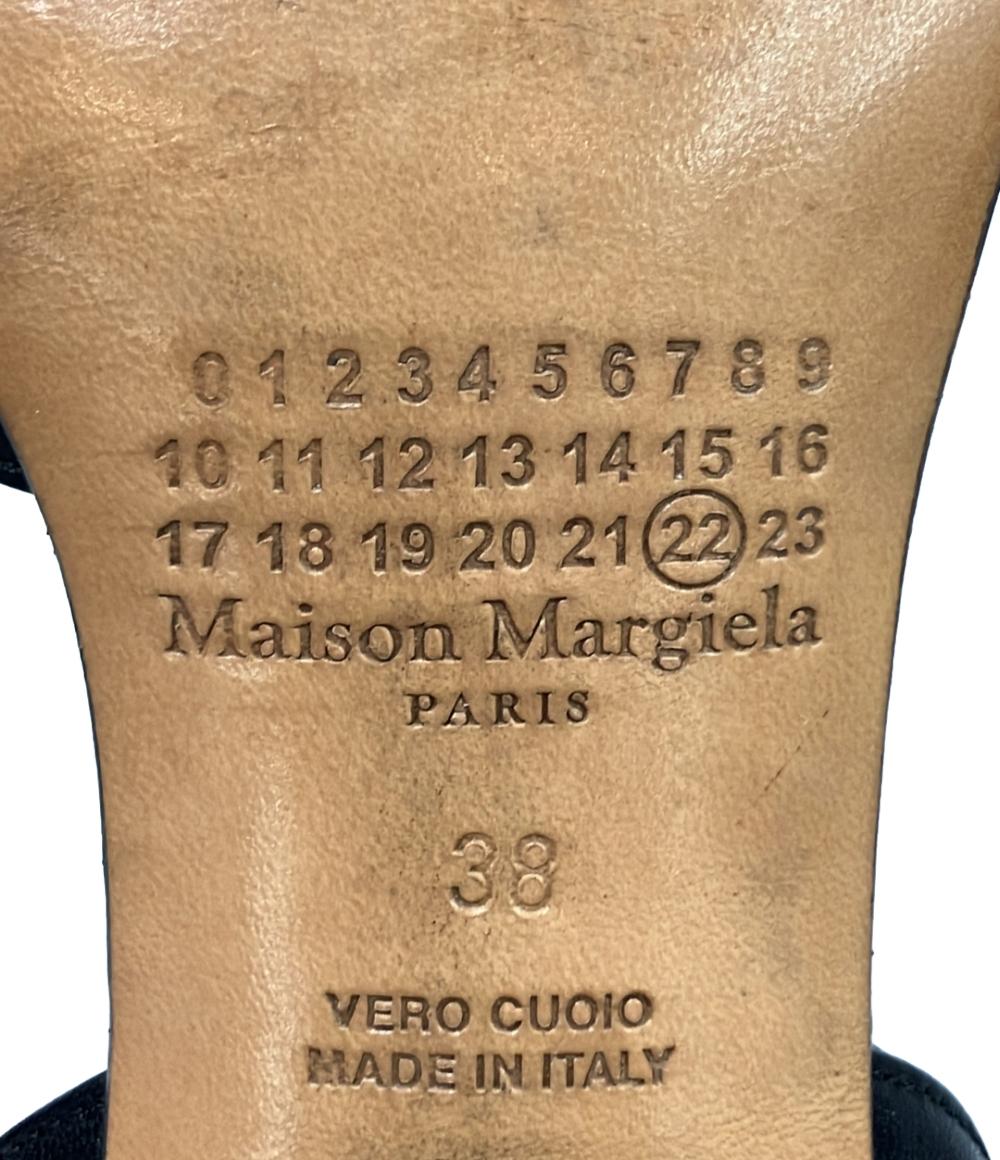 0 1 2 3 4 5 6 7 8 9
10 11 12 13 14 15 16
17 18 19 20 21 22 23
Maison Margiela
PARIS
38
VERO CUOIO
MADE IN ITALY